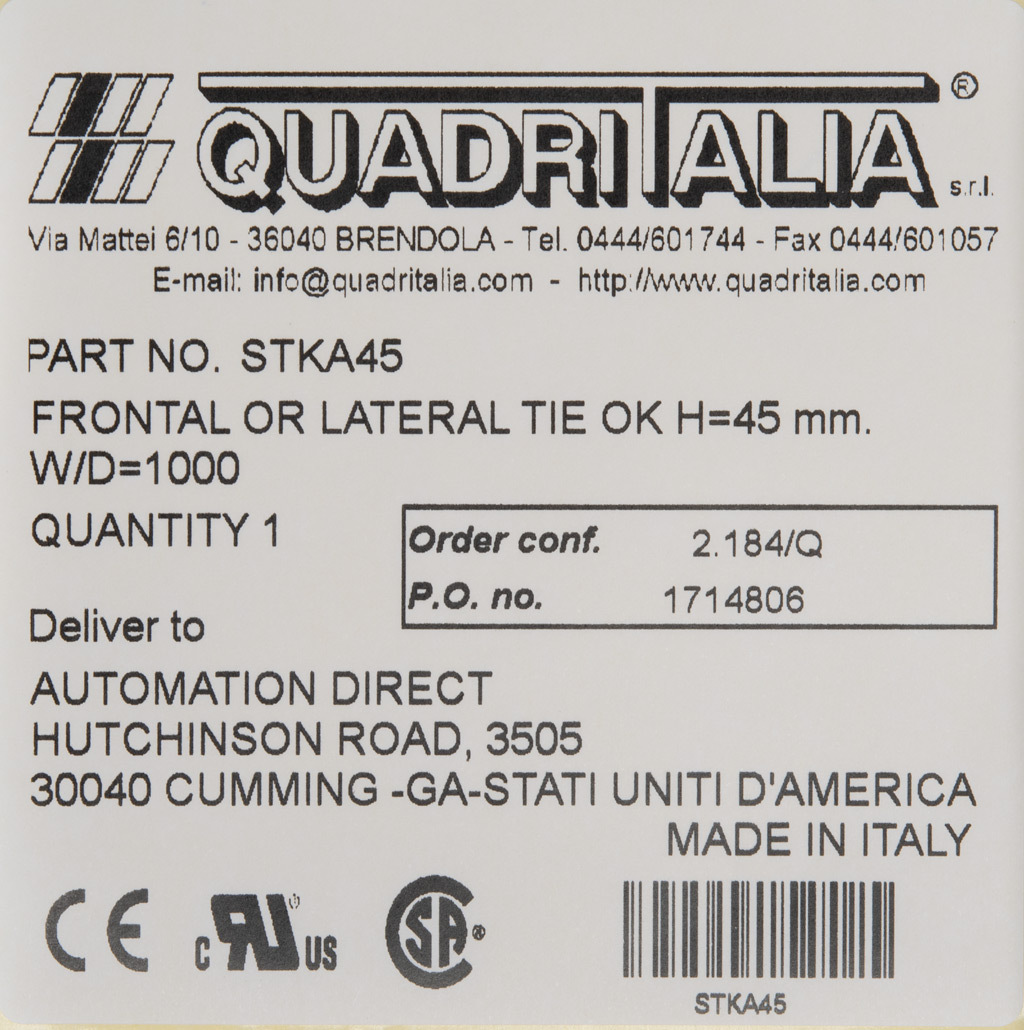 QUADRITALIA®
s.r.l.
Via Mattei 6/10 - 36040 BRENDOLA - Tel. 0444/601744 - Fax 0444/601057
E-mail: info@quadritalia.com - http://www.quadritalia.com
PART NO. STKA45
FRONTAL OR LATERAL TIE OK H=45 mm.
W/D=1000
QUANTITY 1
Order conf. 2.184/Q
P.O. no. 1714806
Deliver to
AUTOMATION DIRECT
HUTCHINSON ROAD, 3505
30040 CUMMING -GA-STATI UNITI D'AMERICA
MADE IN ITALY
CE C RU US CSA®
STKA45